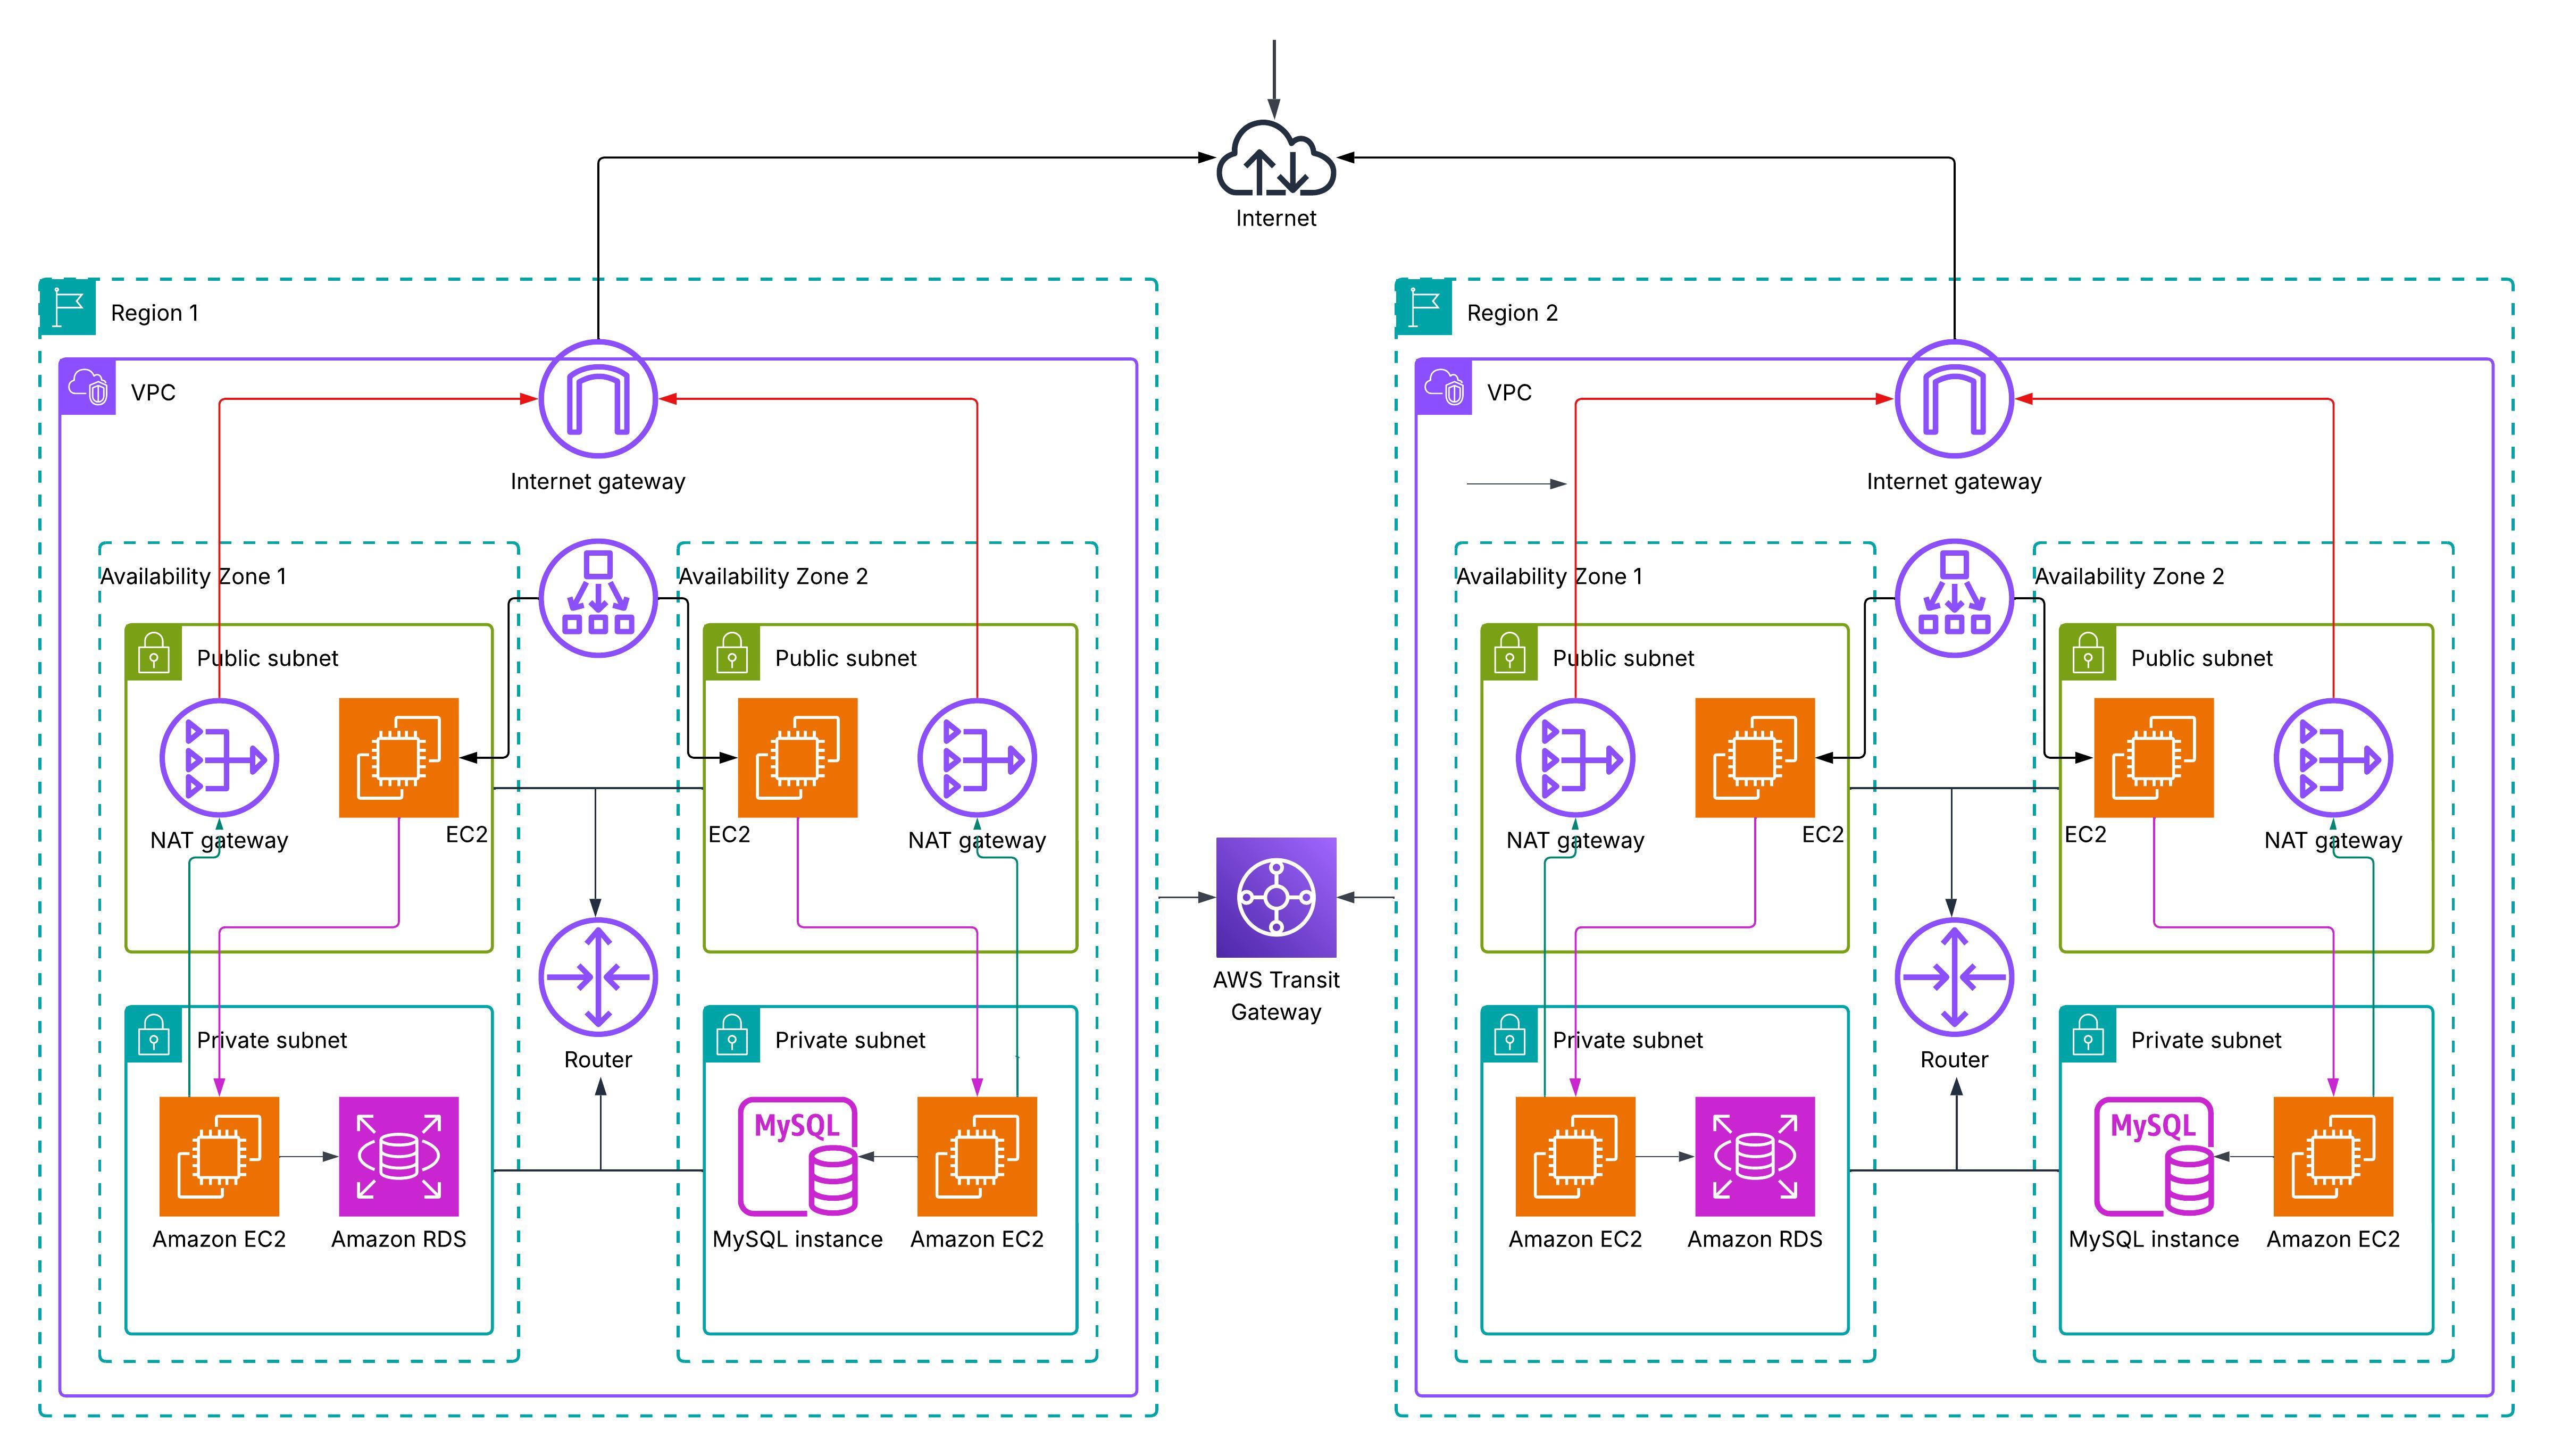 Internet
Region 1
VPC
Internet gateway
Availability Zone 1
Availability Zone 2
Public subnet
Public subnet
NAT gateway
EC2
EC2
NAT gateway
Private subnet
Router
Private subnet
MySQL
Amazon EC2
Amazon RDS
MySQL instance
Amazon EC2
AWS Transit
Gateway
Region 2
VPC
Internet gateway
Availability Zone 1
Availability Zone 2
Public subnet
Public subnet
NAT gateway
EC2
EC2
NAT gateway
Private subnet
Router
Private subnet
MySQL
Amazon EC2
Amazon RDS
MySQL instance
Amazon EC2